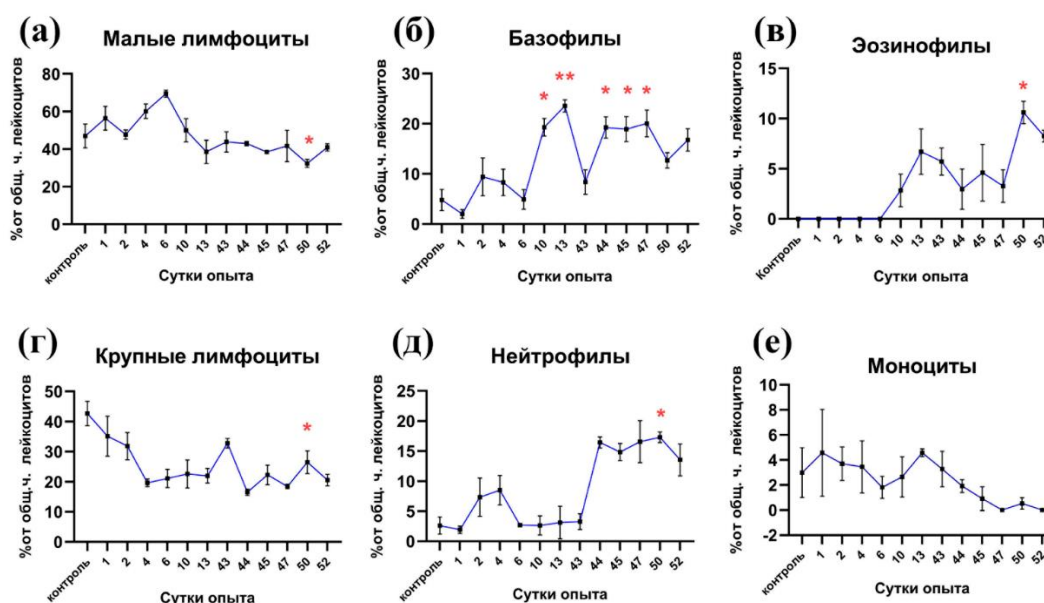 (а)
Малые лимфоциты
%от общ. ч. лейкоцитов
80
60
40
20
0
контроль 1 2 4 6 10 13 43 44 45 47 50 52
*
Сутки опыта
(б)
Базофилы
%от общ.ч. лейкоцитов
30
20
10
0
контроль 1 2 4 6 10 13 43 44 45 47 50 52
* ** * * *
Сутки опыта
(в)
Эозинофилы
%от общ. ч. лейкоцитов
15
10
5
0
Контроль 1 2 4 6 10 13 43 44 45 47 50 52
*
Сутки опыта
(г)
Крупные лимфоциты
%от общ. ч. лейкоцитов
50
40
30
20
10
0
контроль 1 2 4 6 10 13 43 44 45 47 50 52
*
Сутки опыта
(д)
Нейтрофилы
%от общ. ч. лейкоцитов
25
20
15
10
5
0
контроль 1 2 4 6 10 13 43 44 45 47 50 52
*
Сутки опыта
(е)
Моноциты
%от общ. ч. лейкоцитов
10
8
6
4
2
0
-2
контроль 1 2 4 6 10 13 43 44 45 47 50 52
Сутки опыта